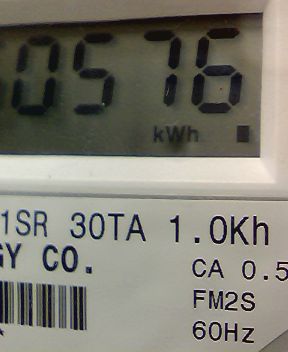 0576
kWh
1SR 30TA 1.0Kh
GY CO.
CA 0.5
FM2S
60Hz